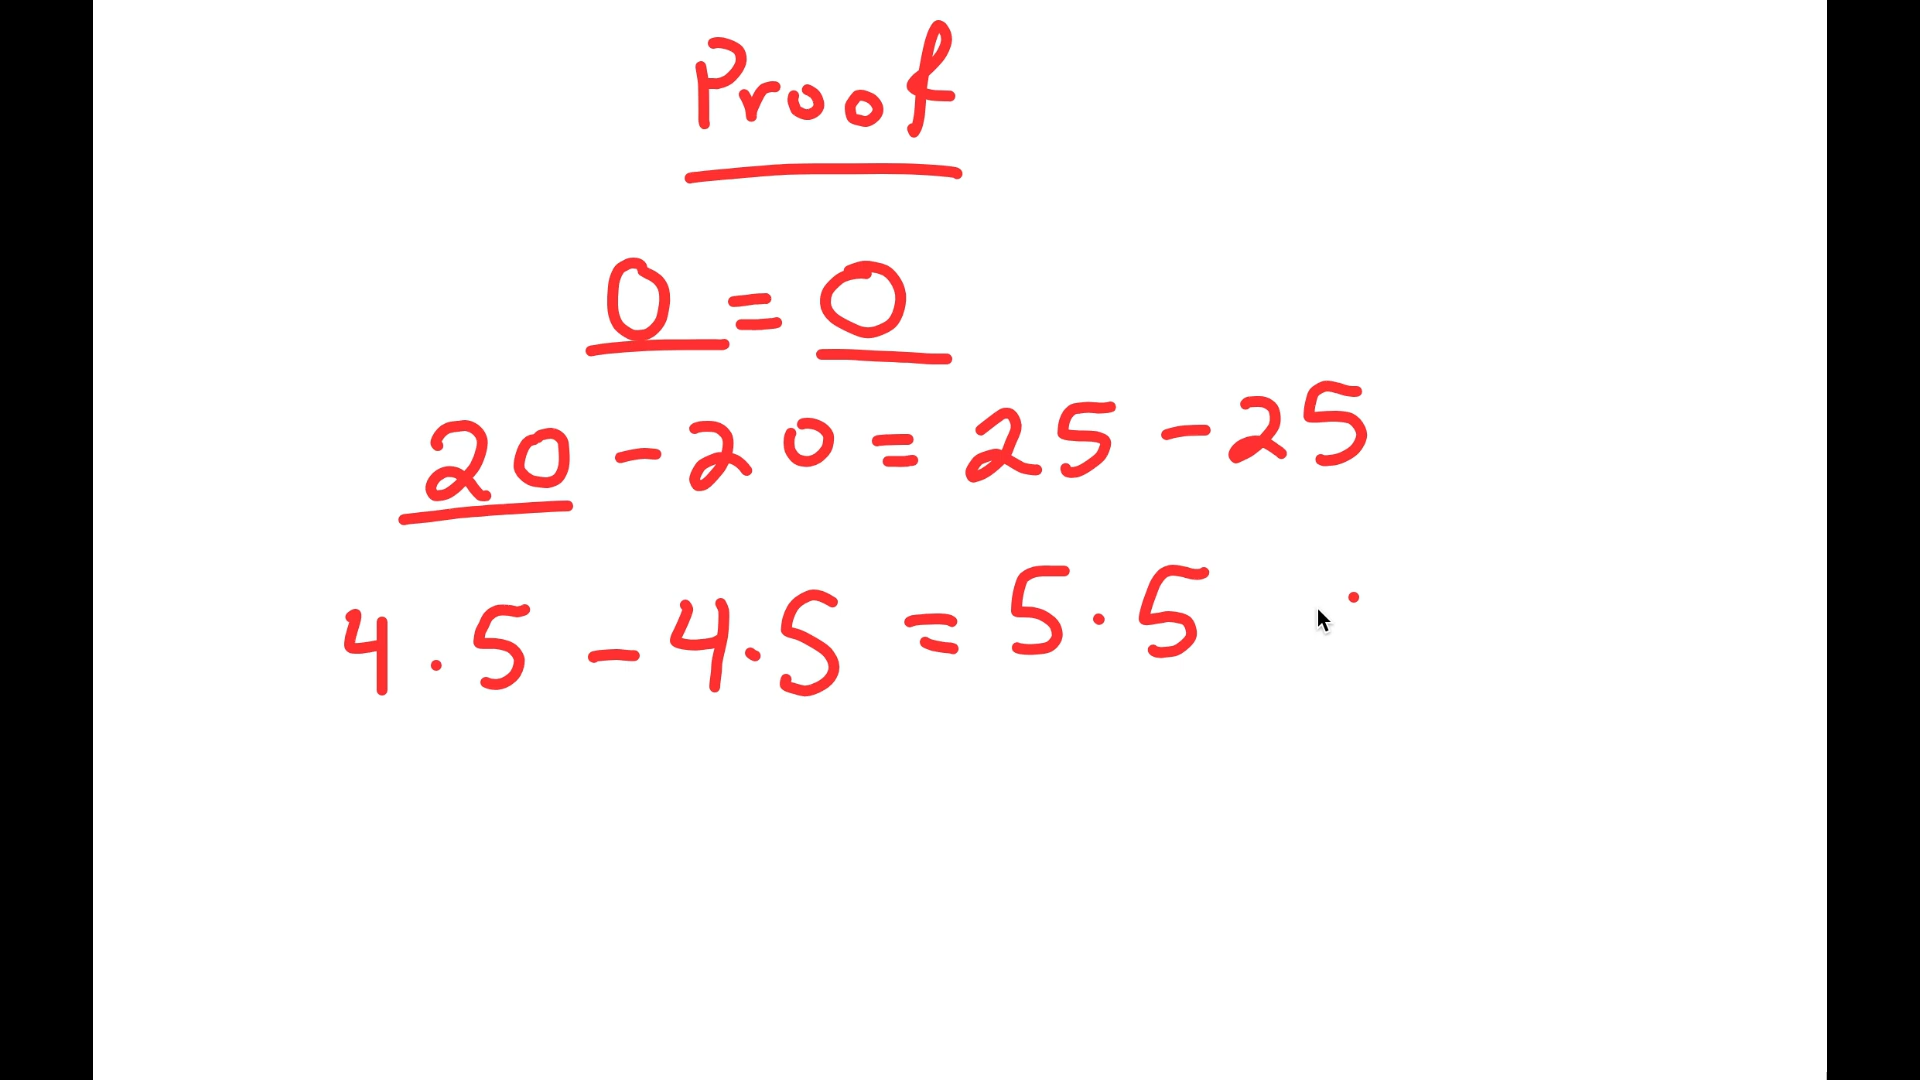 Proof
0 = 0
20 - 20 = 25 - 25
4 . 5 - 4 . 5 = 5 . 5